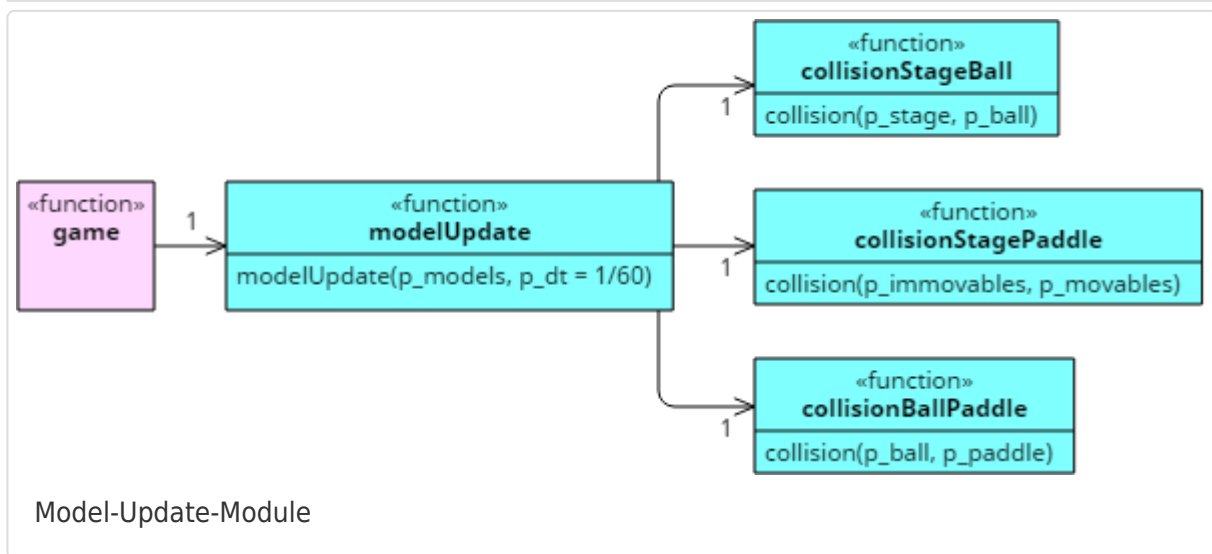 «function»
game
1
«function»
modelUpdate
modelUpdate(p_models, p_dt = 1/60)
1
«function»
collisionStageBall
collision(p_stage, p_ball)
1
«function»
collisionStagePaddle
collision(p_immovables, p_movables)
1
«function»
collisionBallPaddle
collision(p_ball, p_paddle)
Model-Update-Module